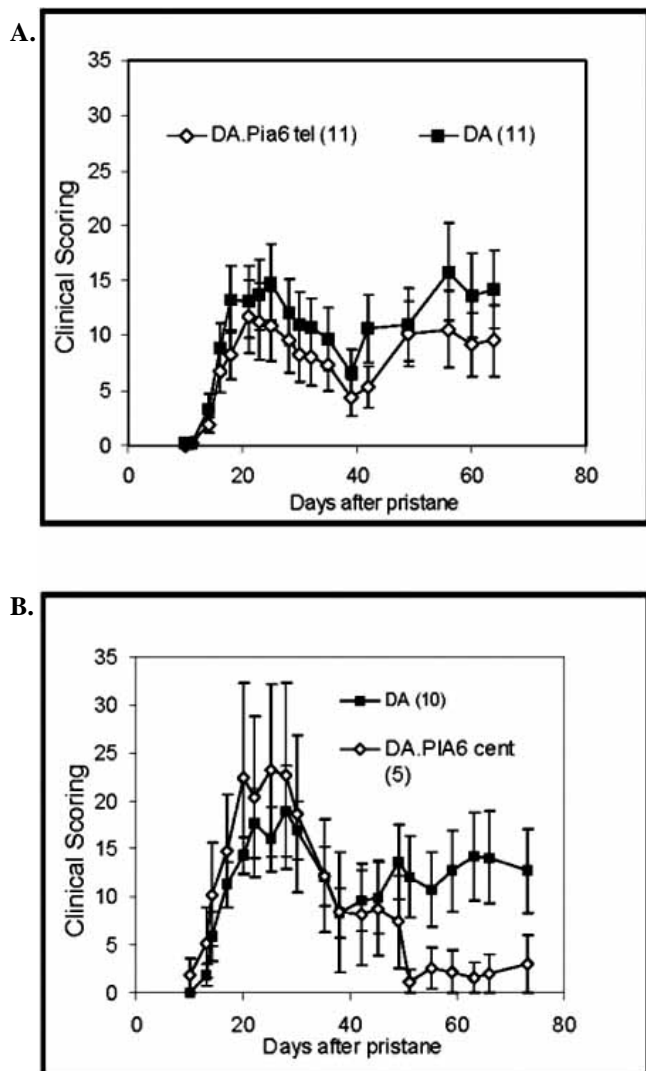 A.
35
30
25
20
15
10
5
0
DA.Pia6 tel (11) DA (11)
Clinical Scoring
0 20 40 60 80
Days after pristane
B.
35
30
25
20
15
10
5
0
DA (10)
DA.PIA6 cent
(5)
Clinical Scoring
0 20 40 60 80
Days after pristane